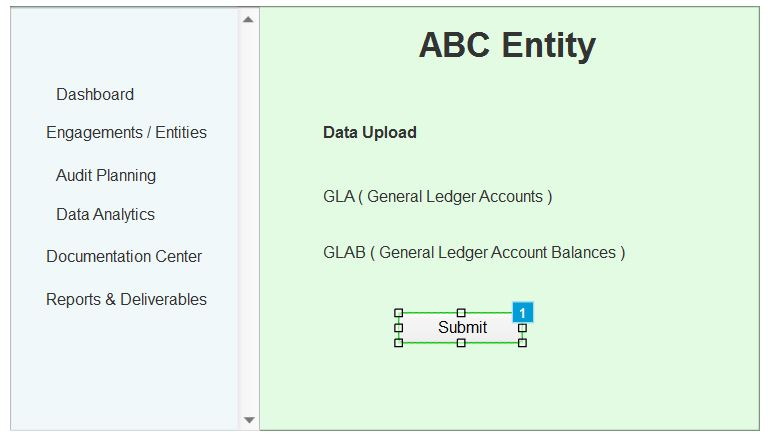 Dashboard
Engagements / Entities
Audit Planning
Data Analytics
Documentation Center
Reports & Deliverables
ABC Entity
Data Upload
GLA ( General Ledger Accounts )
GLAB ( General Ledger Account Balances )
1
Submit